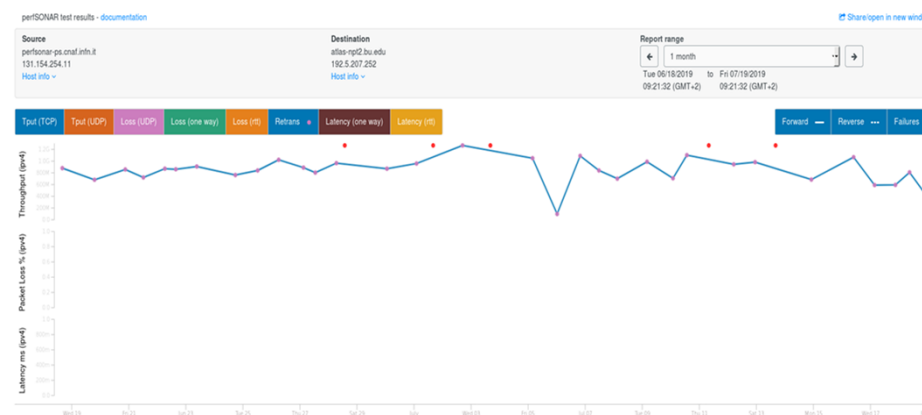 perfSONAR test results - documentation
Share/open in new wind
Source
perfsonar-ps.cnaf.infn.it
131.154.254.11
Host info
Destination
atlas-npt2.bu.edu
192.5.207.252
Host info
Report range
1 month
Tue 06/18/2019 to Fri 07/19/2019
09:21:32 (GMT+2) 09:21:32 (GMT+2)
Tput (TCP) Tput (UDP) Loss (UDP) Loss (one way) Loss (rtt) Retrans Latency (one way) Latency (rtt)
Forward Reverse Failures
Throughput (ipv4)
Packet Loss % (ipv4)
Latency ms (ipv4)